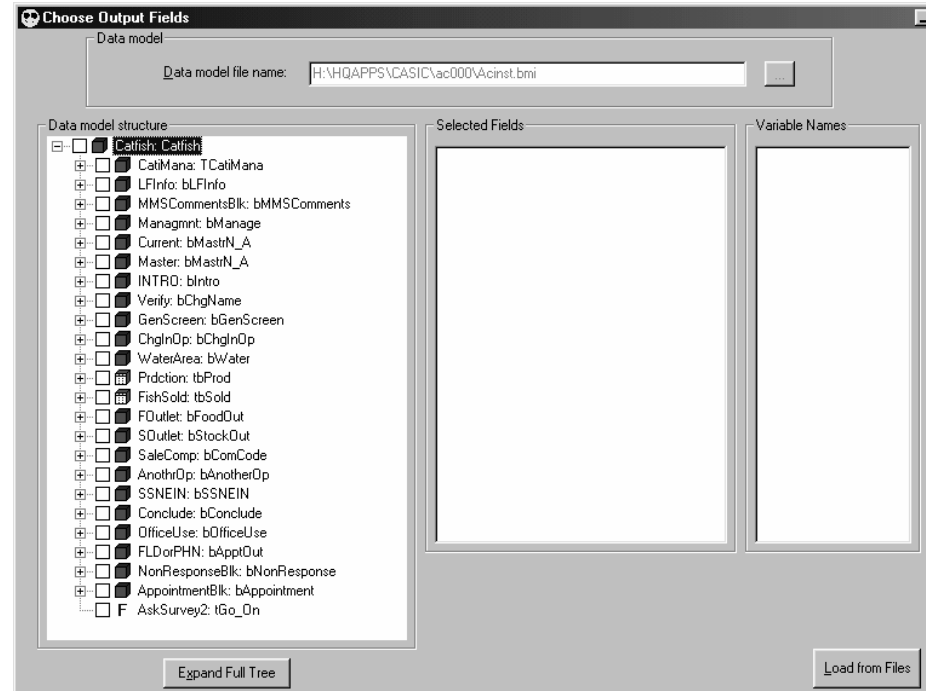 Choose Output Fields
Data model
Data model file name: H:\HQAPPS\CASIC\ac000\Acinst.bmi ...
Data model structure
Catfish: Catfish
CatiMana: TCatiMana
LFInfo: bLFInfo
MMSCommentsBlk: bMMSComments
Managmnt: bManage
Current: bMastrN_A
Master: bMastrN_A
INTRO: bIntro
Verify: bChgName
GenScreen: bGenScreen
ChgInOp: bChgInOp
WaterArea: bWater
Prdction: tbProd
FishSold: tbSold
FOutlet: bFoodOut
SOutlet: bStockOut
SaleComp: bComCode
AnothrOp: bAnotherOp
SSNEIN: bSSNEIN
Conclude: bConclude
OfficeUse: bOfficeUse
FLDorPHN: bApptOut
NonResponseBlk: bNonResponse
AppointmentBlk: bAppointment
F AskSurvey2: tGo_On
Expand Full Tree
Selected Fields
Variable Names
Load from Files